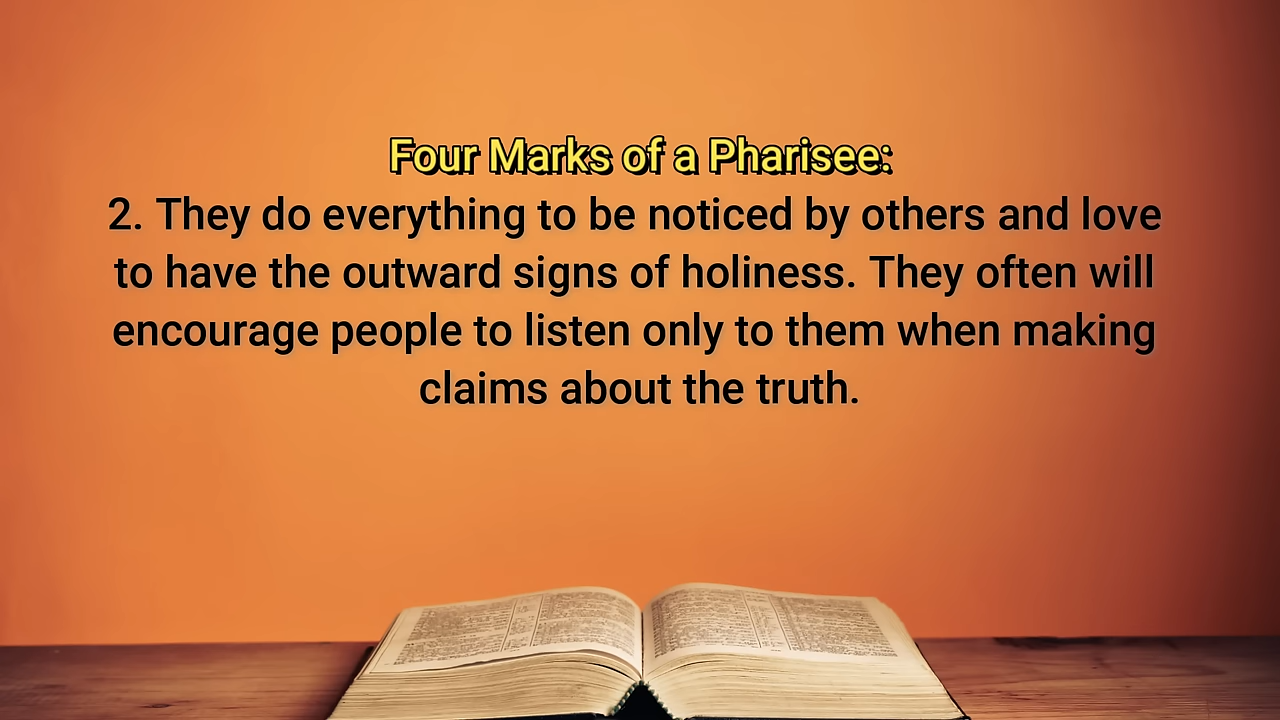 Four Marks of a Pharisee:
2. They do everything to be noticed by others and love
to have the outward signs of holiness. They often will
encourage people to listen only to them when making
claims about the truth.